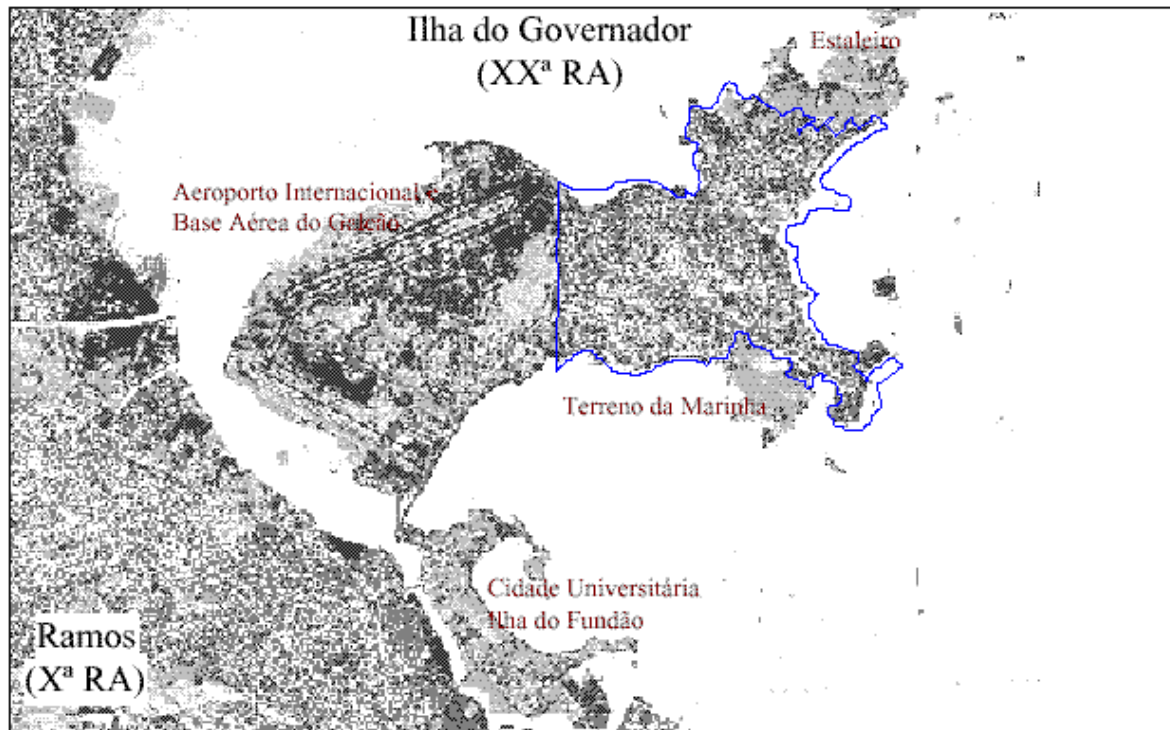 Ilha do Governador
(XXª RA)
Estaleiro
Aeroporto Internacional e
Base Aérea do Galeão
Terreno da Marinha
Cidade Universitária
Ilha do Fundão
Ramos
(Xª RA)